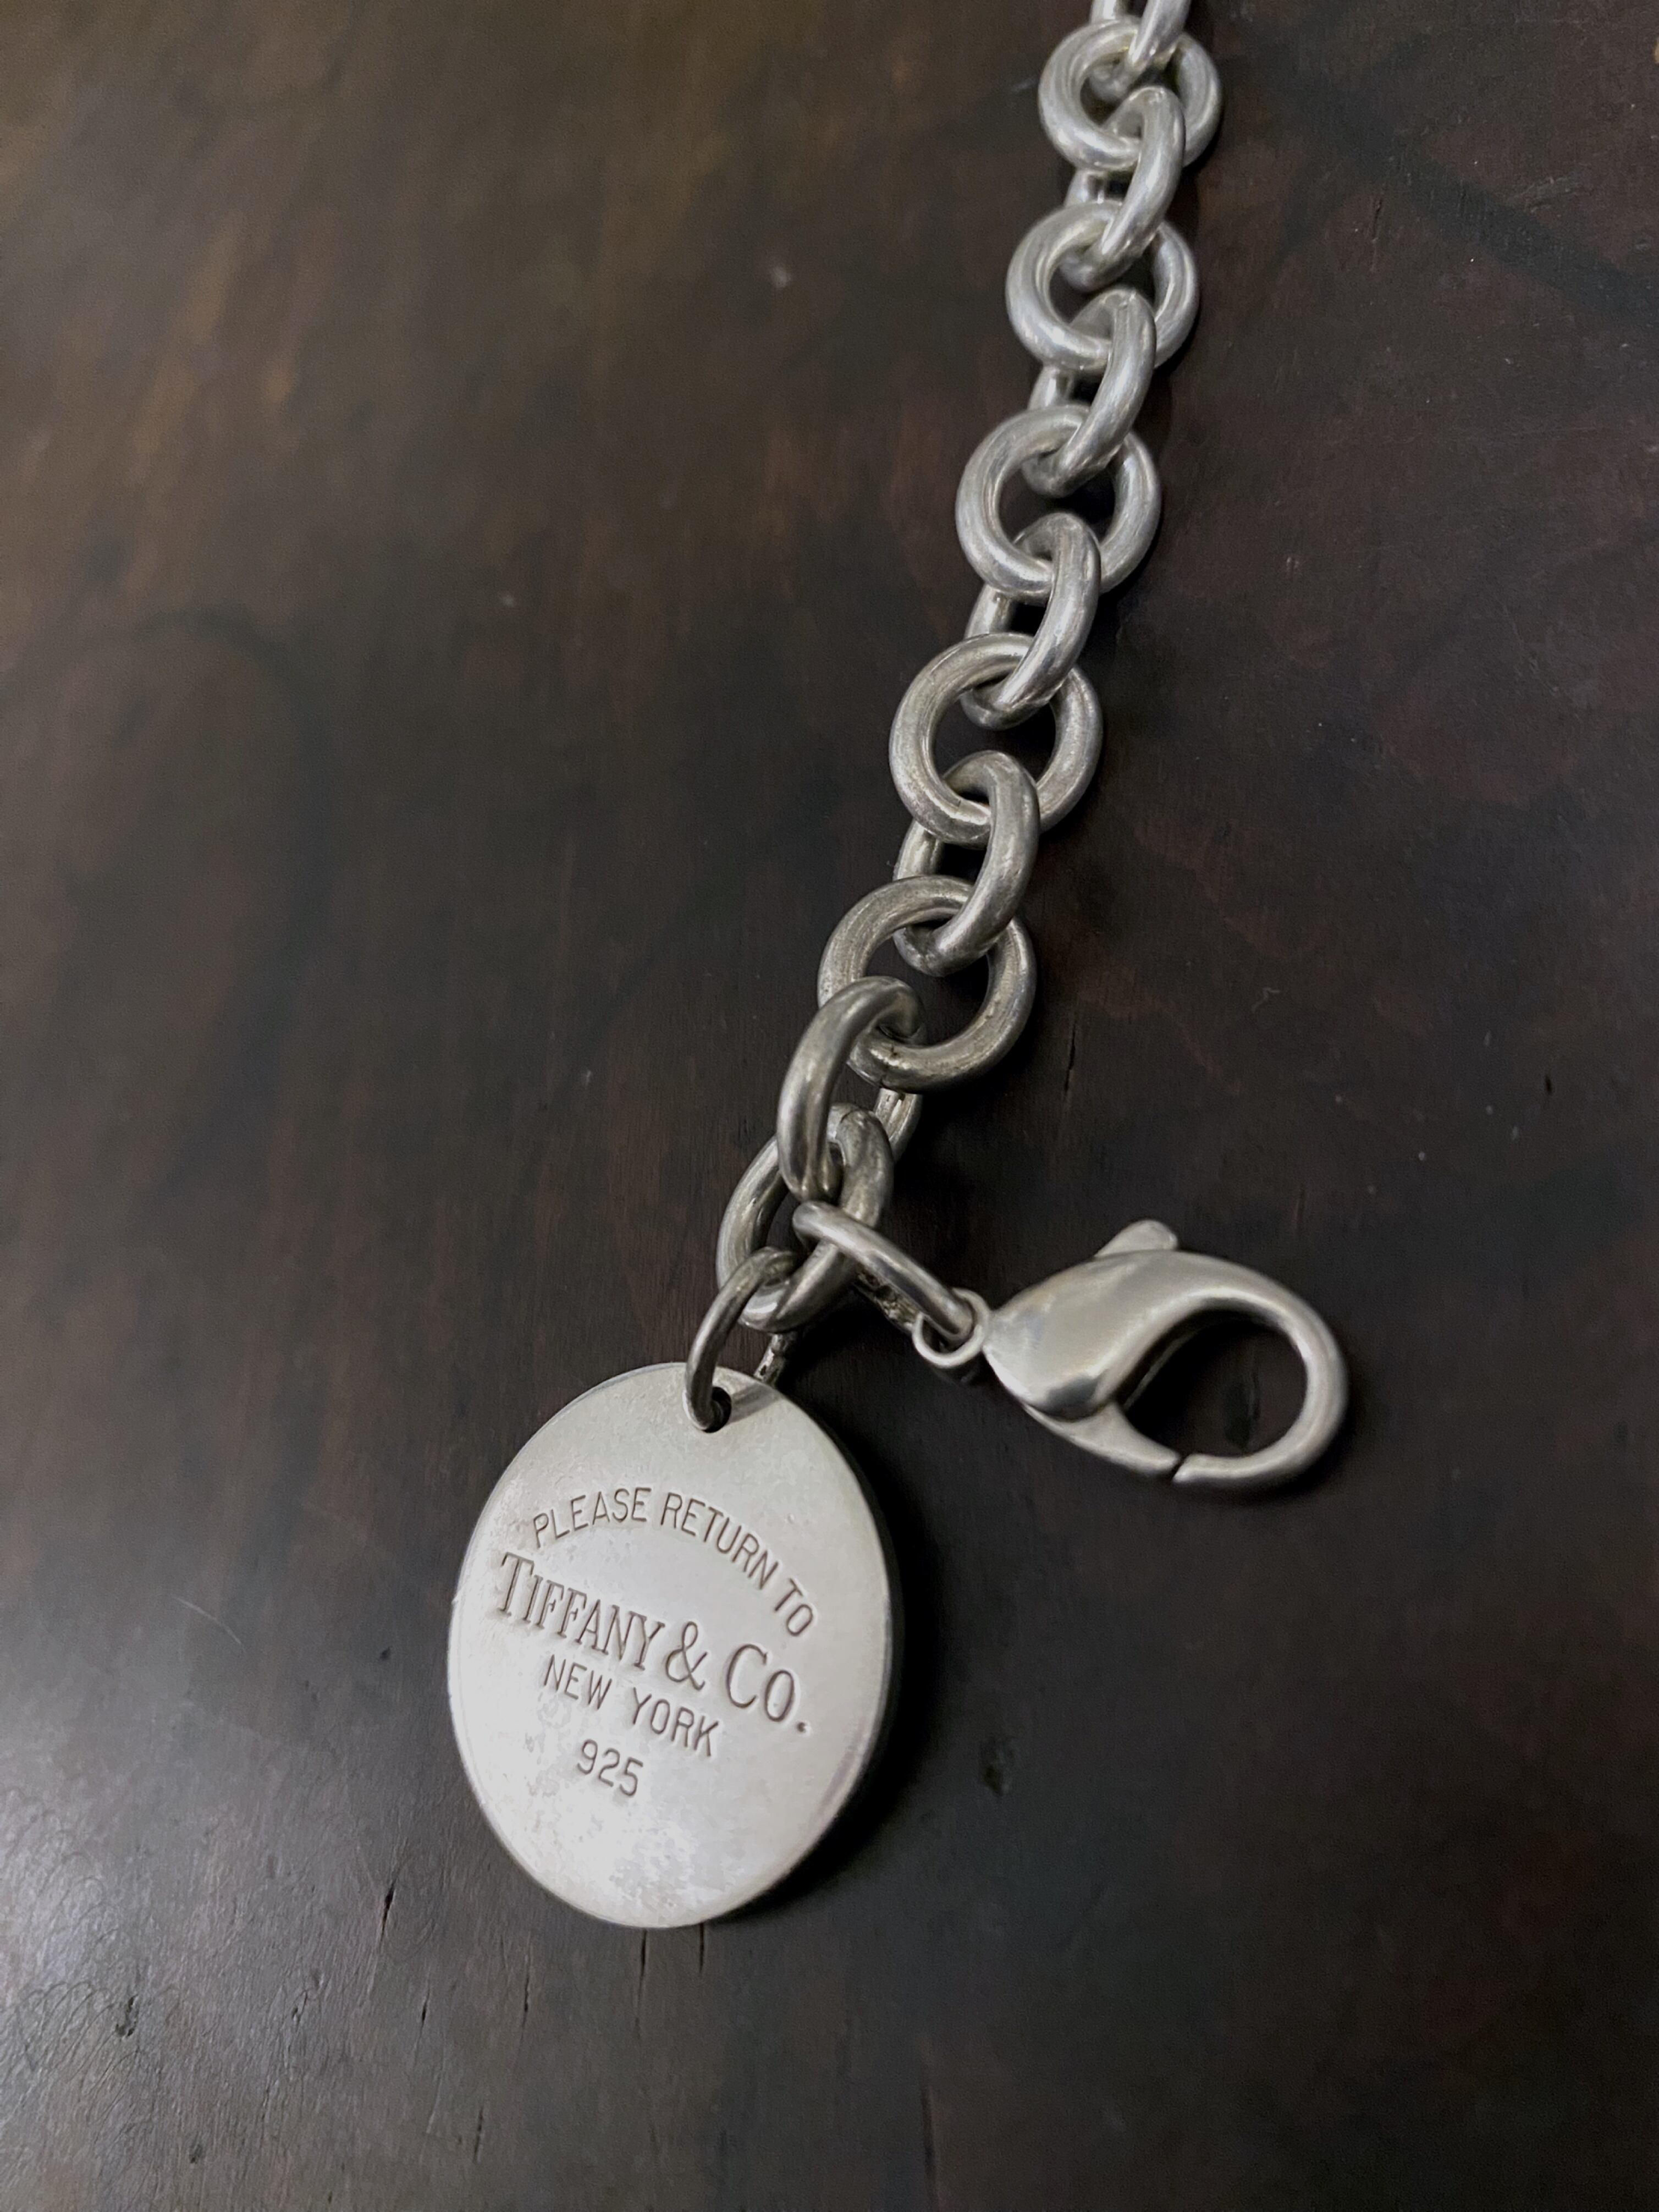 PLEASE RETURN TO
TIFFANY & CO.
NEW YORK
925